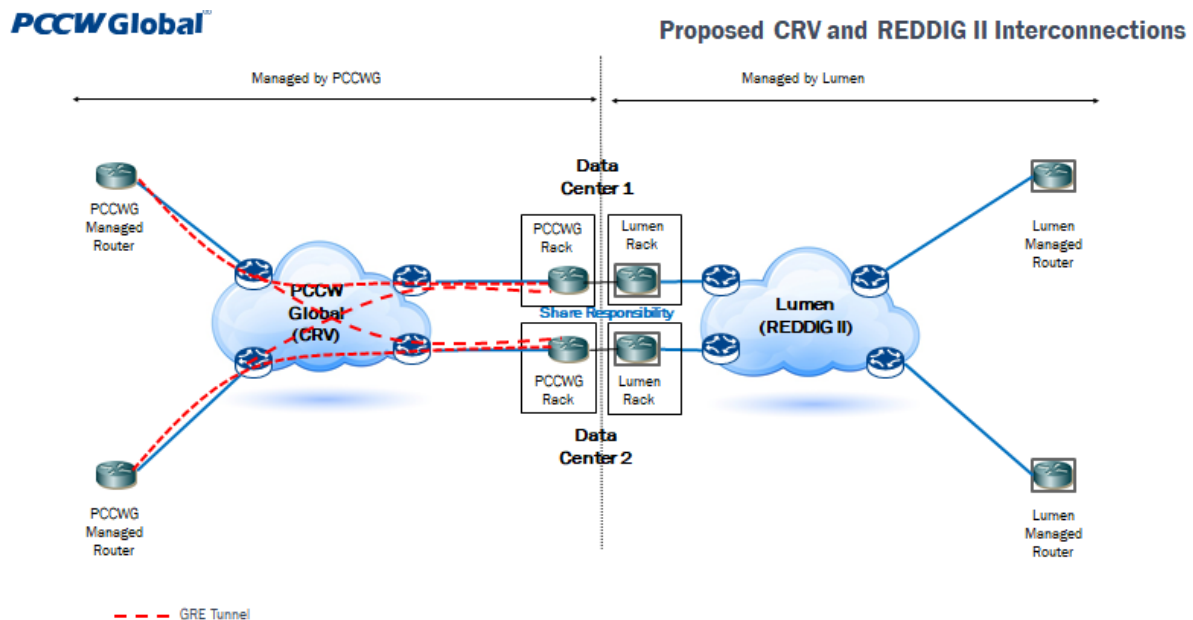 PCCW Global
Proposed CRV and REDDIG II Interconnections
Managed by PCCWG
Managed by Lumen
Data
Center 1
PCCWG
Managed
Router
PCCWG
Rack
Lumen
Rack
Lumen
Managed
Router
PCCW
Global
(CRV)
Share Responsibility
Lumen
(REDDIG II)
PCCWG
Rack
Lumen
Rack
Data
Center 2
PCCWG
Managed
Router
Lumen
Managed
Router
GRE Tunnel